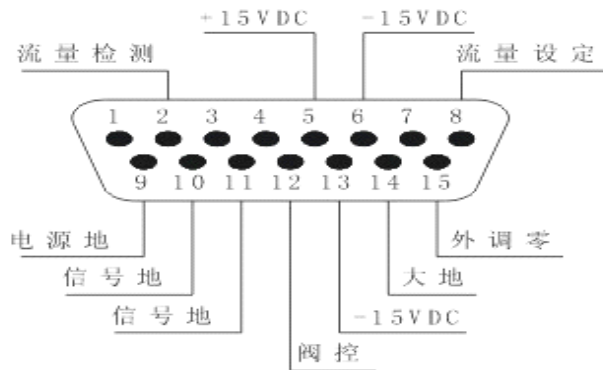 +15VDC -15VDC
流量检测 流量设定
1 2 3 4 5 6 7 8
9 10 11 12 13 14 15
电源地 外调零
信号地 大地
信号地 -15VDC
阀控